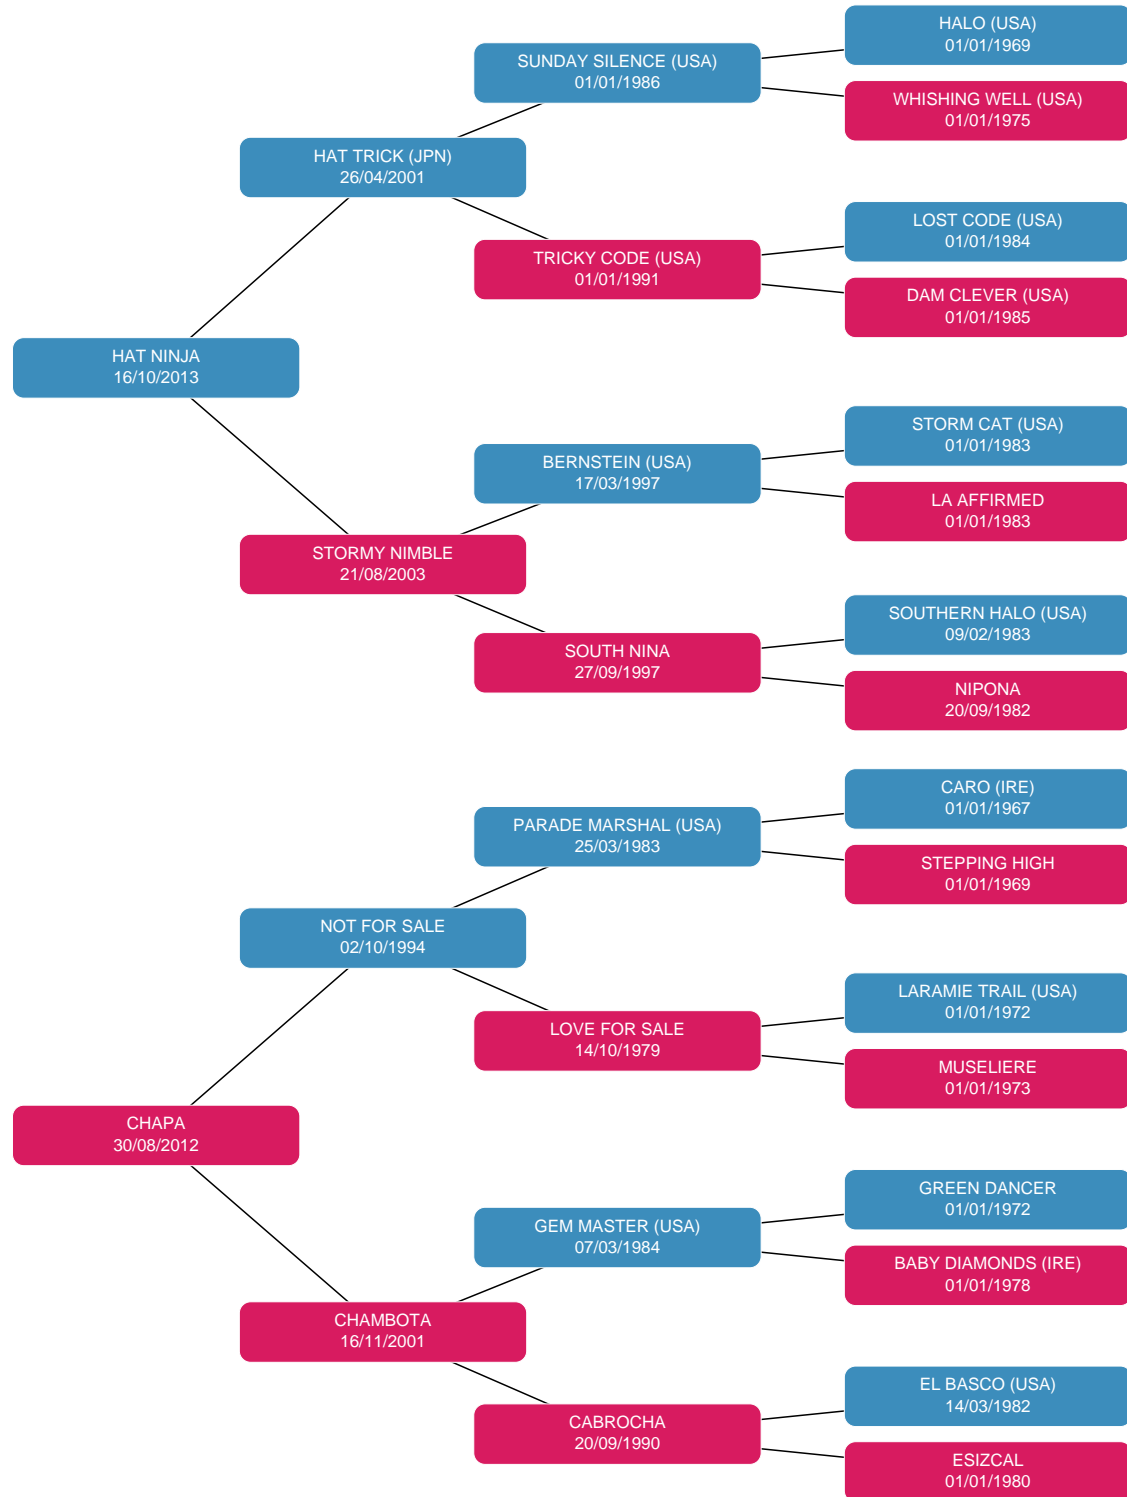 HALO (USA)
01/01/1969
SUNDAY SILENCE (USA)
01/01/1986
WHISHING WELL (USA)
01/01/1975
HAT TRICK (JPN)
26/04/2001
LOST CODE (USA)
01/01/1984
TRICKY CODE (USA)
01/01/1991
DAM CLEVER (USA)
01/01/1985
HAT NINJA
16/10/2013
STORM CAT (USA)
01/01/1983
BERNSTEIN (USA)
17/03/1997
LA AFFIRMED
01/01/1983
STORMY NIMBLE
21/08/2003
SOUTHERN HALO (USA)
09/02/1983
SOUTH NINA
27/09/1997
NIPONA
20/09/1982
CARO (IRE)
01/01/1967
PARADE MARSHAL (USA)
25/03/1983
STEPPING HIGH
01/01/1969
NOT FOR SALE
02/10/1994
LARAMIE TRAIL (USA)
01/01/1972
LOVE FOR SALE
14/10/1979
MUSELIERE
01/01/1973
CHAPA
30/08/2012
GREEN DANCER
01/01/1972
GEM MASTER (USA)
07/03/1984
BABY DIAMONDS (IRE)
01/01/1978
CHAMBOTA
16/11/2001
EL BASCO (USA)
14/03/1982
CABROCHA
20/09/1990
ESIZCAL
01/01/1980